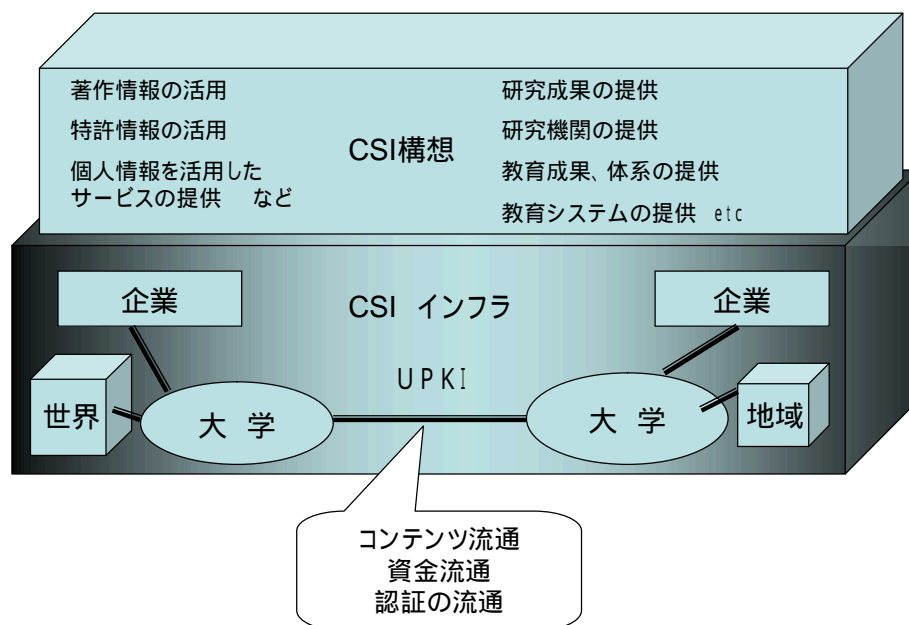 著作情報の活用
特許情報の活用
個人情報を活用した
サービスの提供 など
CSI構想
研究成果の提供
研究機関の提供
教育成果、体系の提供
教育システムの提供 etc
企業
CSI インフラ
企業
UPKI
世界
大 学
大 学
地域
コンテンツ流通
資金流通
認証の流通